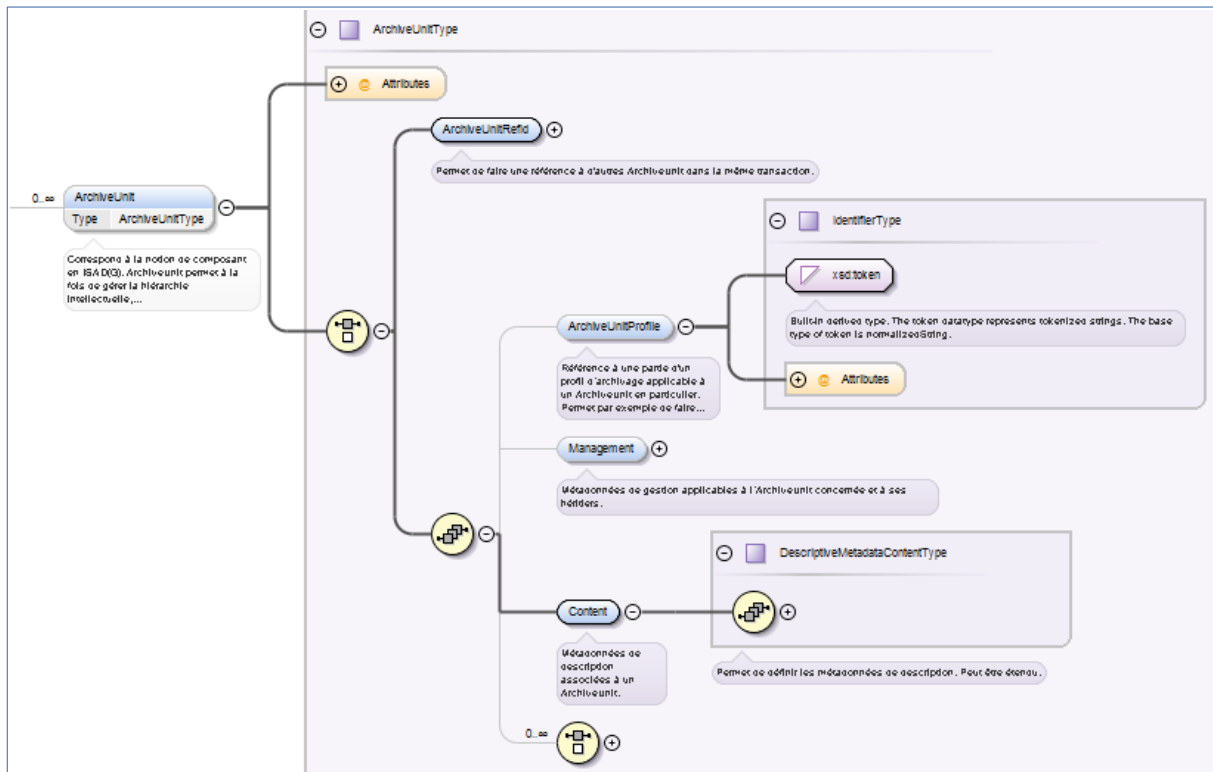 ArchiveUnitType
@ Attributes
ArchiveUnitRefId
Permet de faire une référence à d'autres ArchiveUnit dans la même transaction.
0..∞
ArchiveUnit
Type ArchiveUnitType
Correspond à la notion de composant
en ISAD(G). ArchiveUnit permet à la
fois de gérer la hiérarchie
intellectuelle,...
IdentifierType
xsd:token
Built-in derived type. The token datatype represents tokenized strings. The base
type of token is normalizedString.
@ Attributes
ArchiveUnitProfile
Référence à une partie d'un
profil d'archivage applicable à
un ArchiveUnit en particulier.
Permet par exemple de faire...
Management
Métadonnées de gestion applicables à l'ArchiveUnit concernée et à ses
héritiers.
DescriptiveMetadataContentType
Content
Métadonnées de
description
associées à un
ArchiveUnit.
Permet de définir les métadonnées de description. Peut être étendu.
0..∞